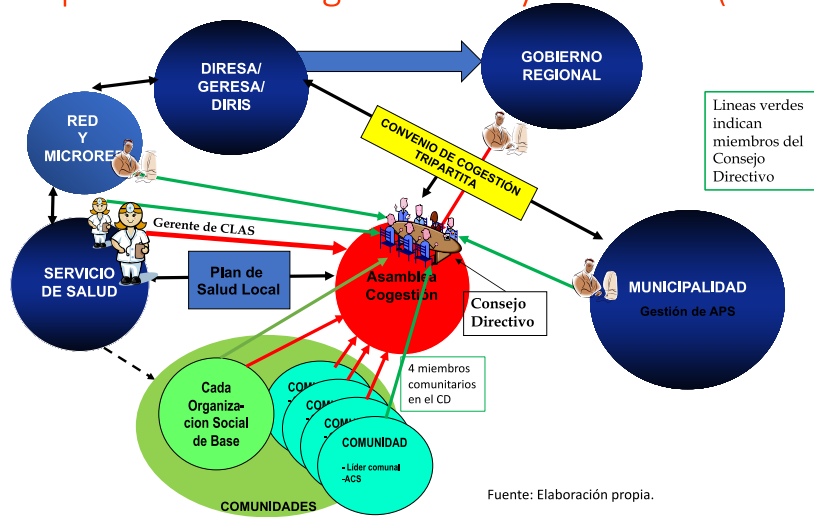 DIRESA/
GERESA/
DIRIS
GOBIERNO
REGIONAL
RED
Y
MICRORED
CONVENIO DE COGESTIÓN
TRIPARTITA
Lineas verdes
indican
miembros del
Consejo
Directivo
Gerente de CLAS
SERVICIO
DE SALUD
Plan de
Salud Local
Asamblea
Cogestión
Consejo
Directivo
MUNICIPALIDAD
Gestión de APS
4 miembros
comunitarios
en el CD
Cada
Organiza-
cion Social
de Base
COMUNIDAD
- Líder comunal
-ACS
COMUNIDADES
Fuente: Elaboración propia.